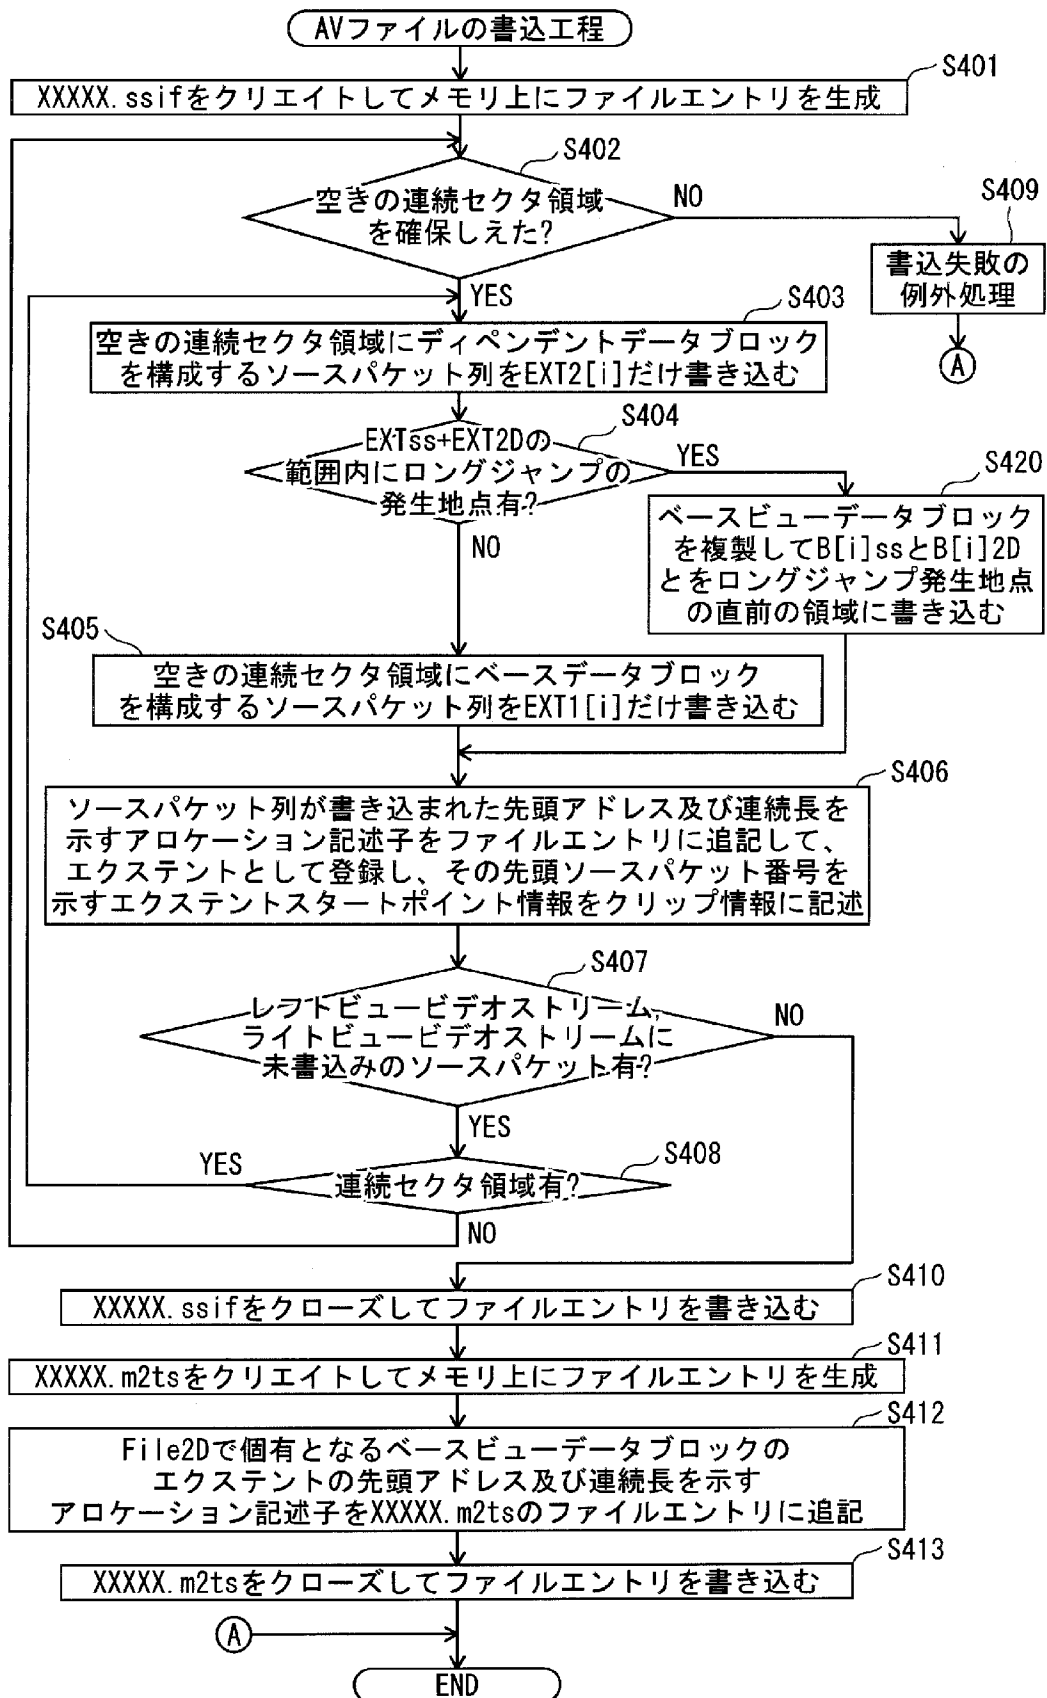 AVファイルの書込工程
S401
XXXXX.ssifをクリエイトしてメモリ上にファイルエントリを生成
S402
空きの連続セクタ領域
を確保しえた?
NO
S409
書込失敗の
例外処理
A
YES
S403
空きの連続セクタ領域にディペンデントデータブロック
を構成するソースパケット列をEXT2[i]だけ書き込む
S404
EXTss+EXT2Dの
範囲内にロングジャンプの
発生地点有?
YES
S420
ベースビューデータブロック
を複製してB[i]ssとB[i]2D
とをロングジャンプ発生地点
の直前の領域に書き込む
NO
S405
空きの連続セクタ領域にベースデータブロック
を構成するソースパケット列をEXT1[i]だけ書き込む
S406
ソースパケット列が書き込まれた先頭アドレス及び連続長を
示すアロケーション記述子をファイルエントリに追記して、
エクステントとして登録し、その先頭ソースパケット番号を
示すエクステントスタートポイント情報をクリップ情報に記述
S407
レフトビュービデオストリーム,
ライトビュービデオストリームに
未書込みのソースパケット有?
NO
YES
S408
連続セクタ領域有?
YES
NO
S410
XXXXX.ssifをクローズしてファイルエントリを書き込む
S411
XXXXX.m2tsをクリエイトしてメモリ上にファイルエントリを生成
S412
File2Dで個有となるベースビューデータブロックの
エクステントの先頭アドレス及び連続長を示す
アロケーション記述子をXXXXX.m2tsのファイルエントリに追記
S413
XXXXX.m2tsをクローズしてファイルエントリを書き込む
A
END